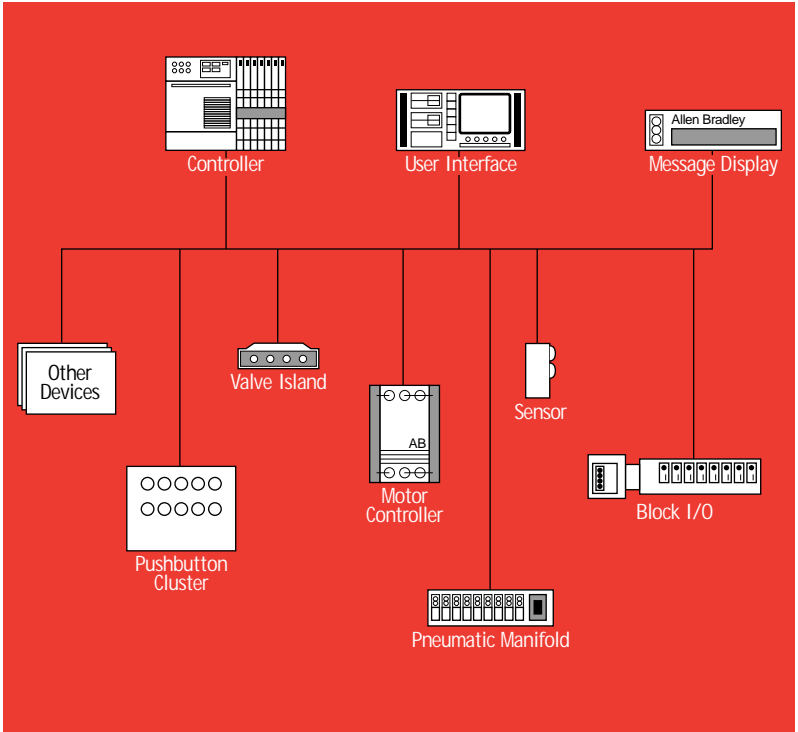 Allen Bradley
Controller
User Interface
Message Display
Other
Devices
Valve Island
Sensor
AB
Motor
Controller
Block I/O
Pushbutton
Cluster
Pneumatic Manifold